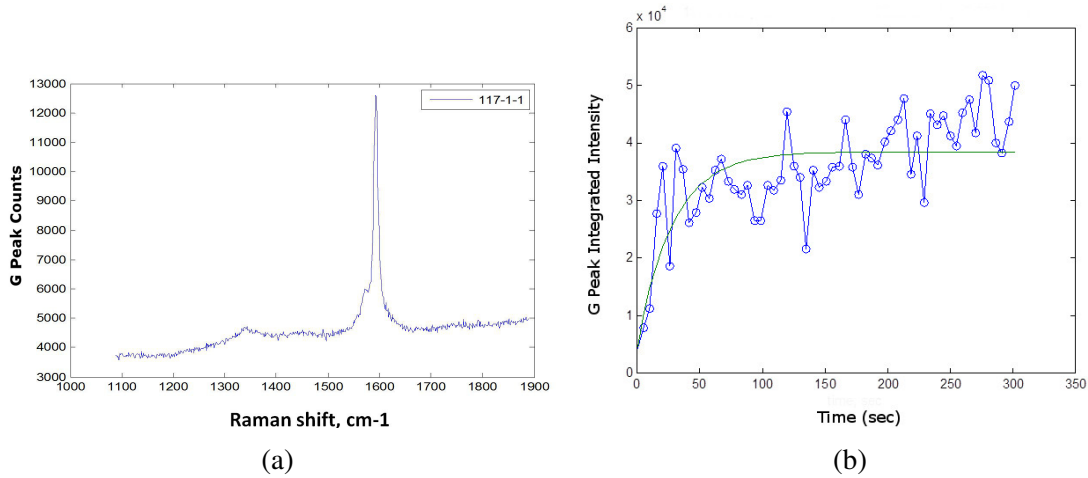 13000
12000
11000
10000
9000
8000
7000
6000
5000
4000
3000
1000 1100 1200 1300 1400 1500 1600 1700 1800 1900
G Peak Counts
117-1-1
Raman shift, cm-1
(a)
x 10⁴
6
5
4
3
2
1
0
0 50 100 150 200 250 300 350
G Peak Integrated Intensity
Time (sec)
(b)